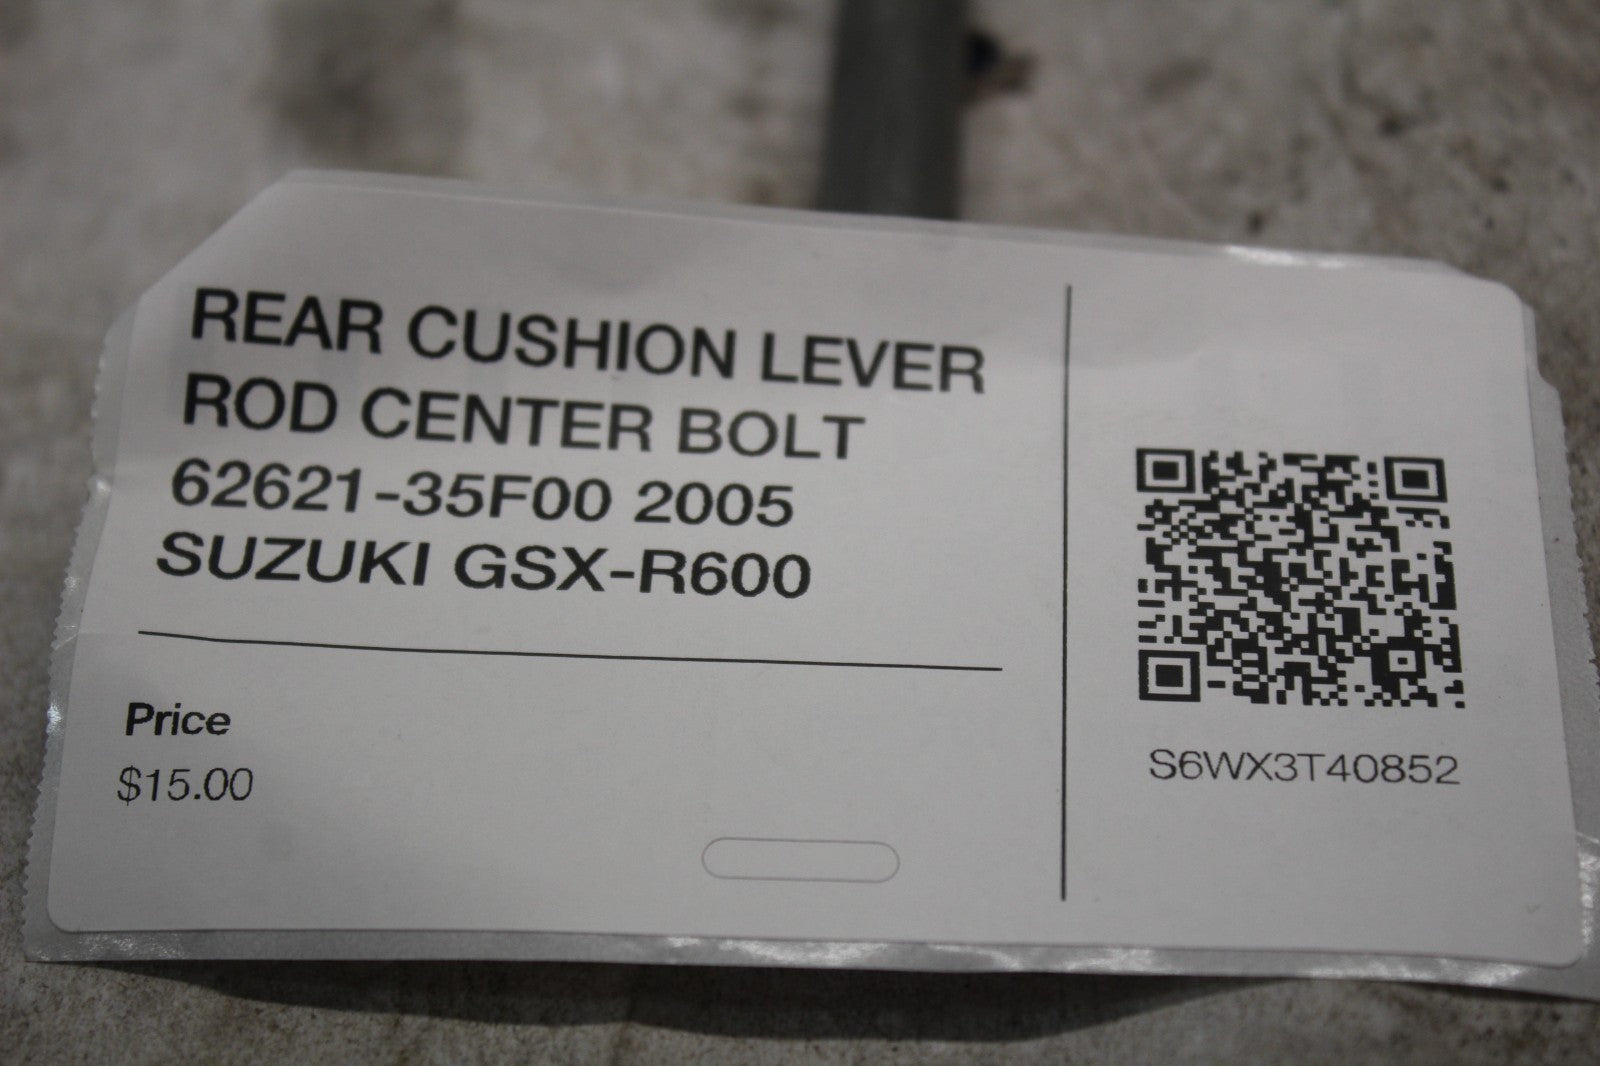 REAR CUSHION LEVER
ROD CENTER BOLT
62621-35F00 2005
SUZUKI GSX-R600
Price
$15.00
S6WX3T40852